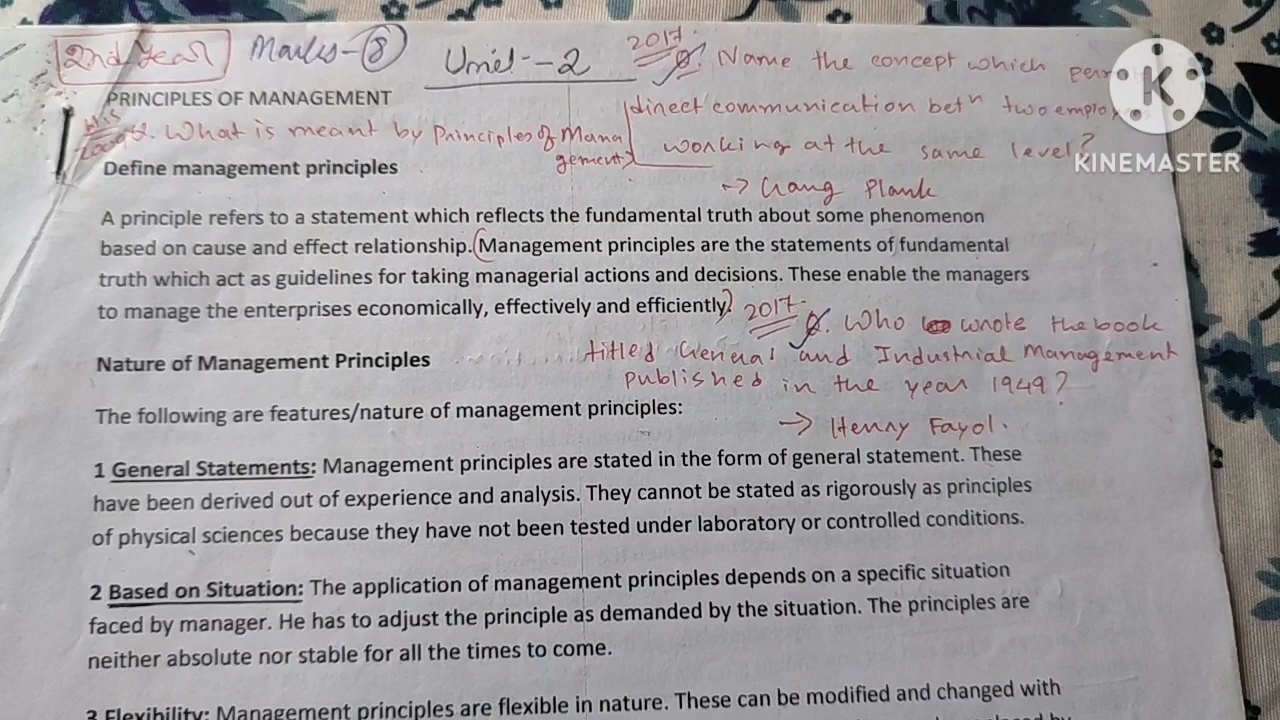 2nd Year Marks-8 Unit--2 2017. Q. Name the concept which
PRINCIPLES OF MANAGEMENT direct communication betⁿ two
Q. What is meant by Principles of Management? working at the same level?
K
KINEMASTER
Define management principles
-> Gang Plank
A principle refers to a statement which reflects the fundamental truth about some phenomenon
based on cause and effect relationship.(Management principles are the statements of fundamental
truth which act as guidelines for taking managerial actions and decisions. These enable the managers
to manage the enterprises economically, effectively and efficiently) 2017. Q. Who wrote the book
titled General and Industrial Management
published in the year 1949?
-> Henry Fayol.
Nature of Management Principles
The following are features/nature of management principles:
1 General Statements: Management principles are stated in the form of general statement. These
have been derived out of experience and analysis. They cannot be stated as rigorously as principles
of physical sciences because they have not been tested under laboratory or controlled conditions.
2 Based on Situation: The application of management principles depends on a specific situation
faced by manager. He has to adjust the principle as demanded by the situation. The principles are
neither absolute nor stable for all the times to come.
3 Flexibility: Management principles are flexible in nature. These can be modified and changed with